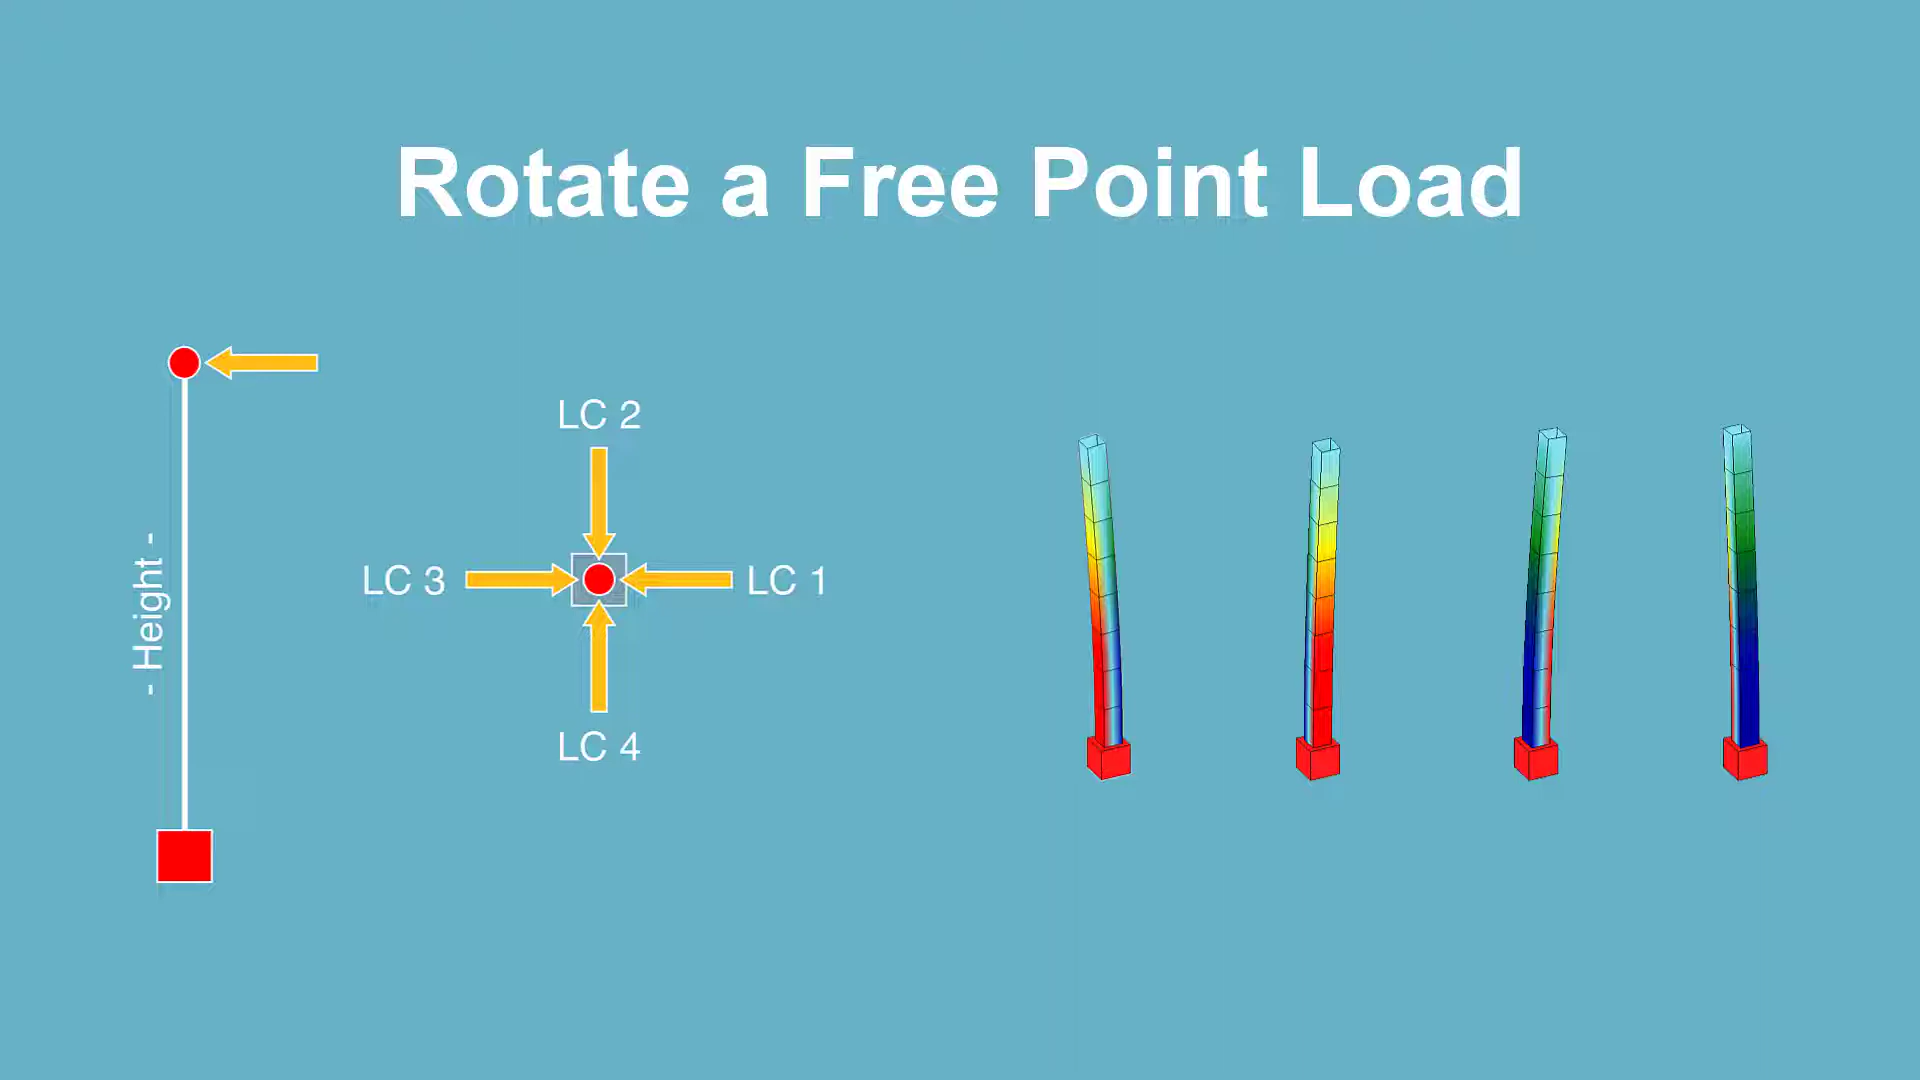 Rotate a Free Point Load
- Height -
LC 2
LC 3
LC 1
LC 4